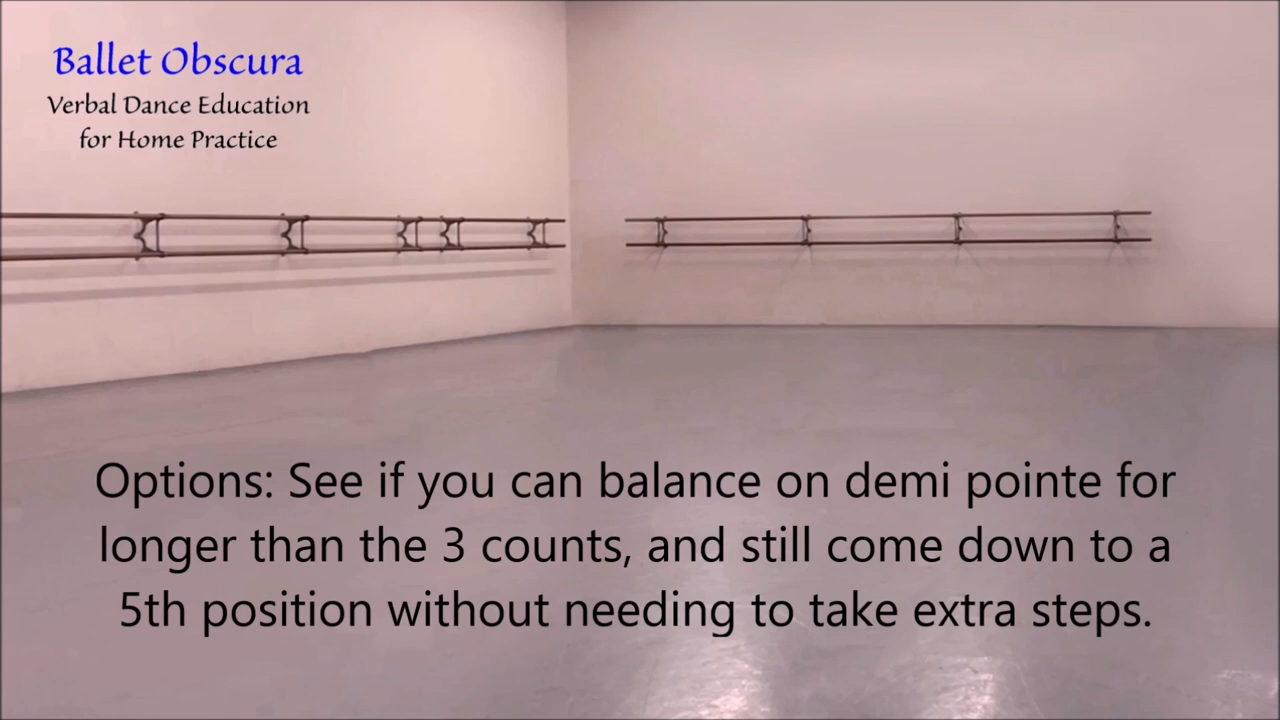 Ballet Obscura
Verbal Dance Education
for Home Practice
Options: See if you can balance on demi pointe for
longer than the 3 counts, and still come down to a
5th position without needing to take extra steps.